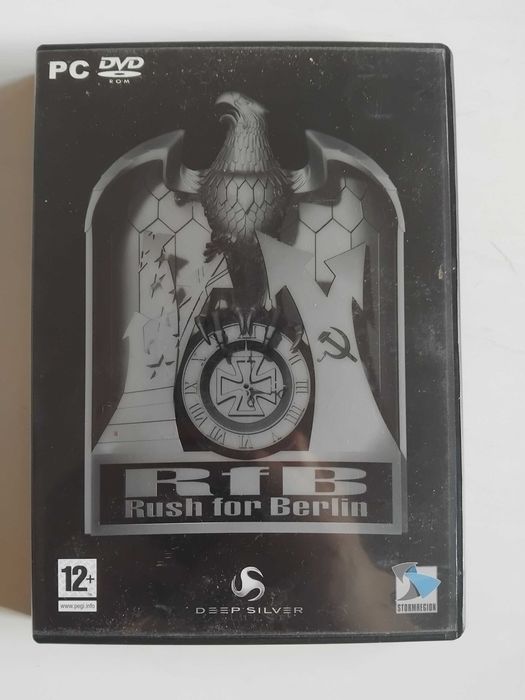 PC DVD
ROM
RfB
Rush for Berlin
12+
www.pegi.info
DEEP SILVER
STORMREGION